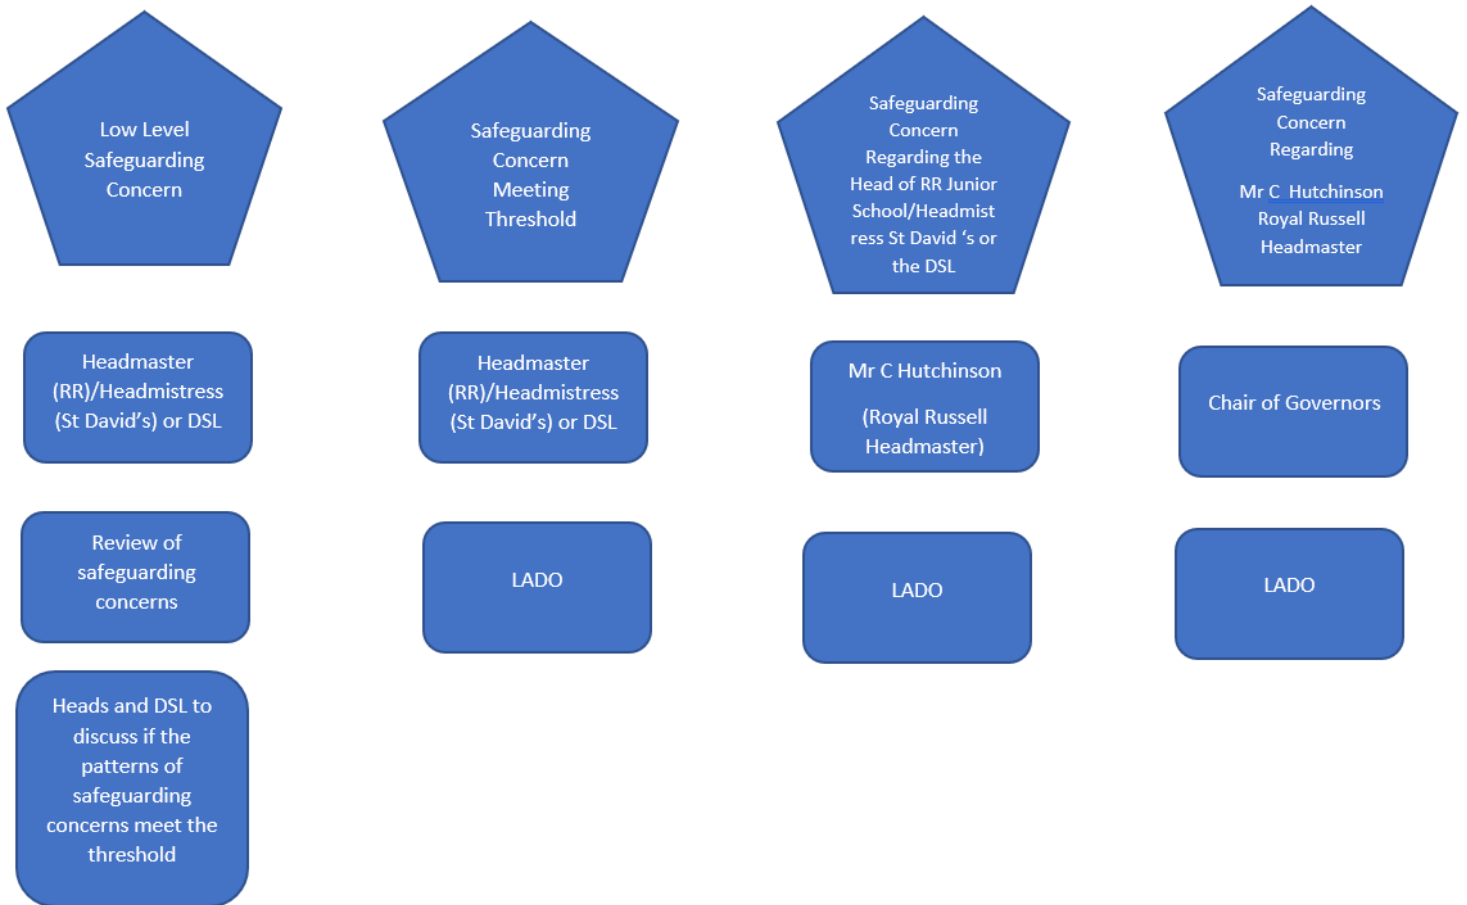 Low Level
Safeguarding
Concern
Safeguarding
Concern
Meeting
Threshold
Safeguarding
Concern
Regarding the
Head of RR Junior
School/Headmist
ress St David ‘s or
the DSL
Safeguarding
Concern
Regarding
Mr C  Hutchinson
Royal Russell
Headmaster
Headmaster
(RR)/Headmistress
(St David’s) or DSL
Headmaster
(RR)/Headmistress
(St David’s) or DSL
Mr C Hutchinson
(Royal Russell
Headmaster)
Chair of Governors
Review of
safeguarding
concerns
LADO
LADO
LADO
Heads and DSL to
discuss if the
patterns of
safeguarding
concerns meet the
threshold